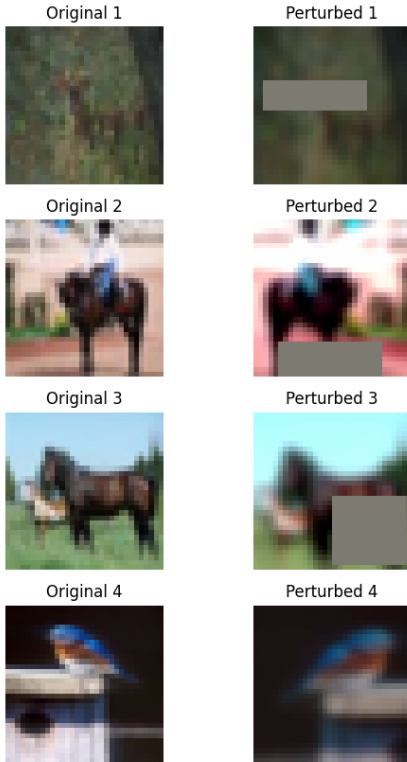 Original 1
Perturbed 1
Original 2
Perturbed 2
Original 3
Perturbed 3
Original 4
Perturbed 4